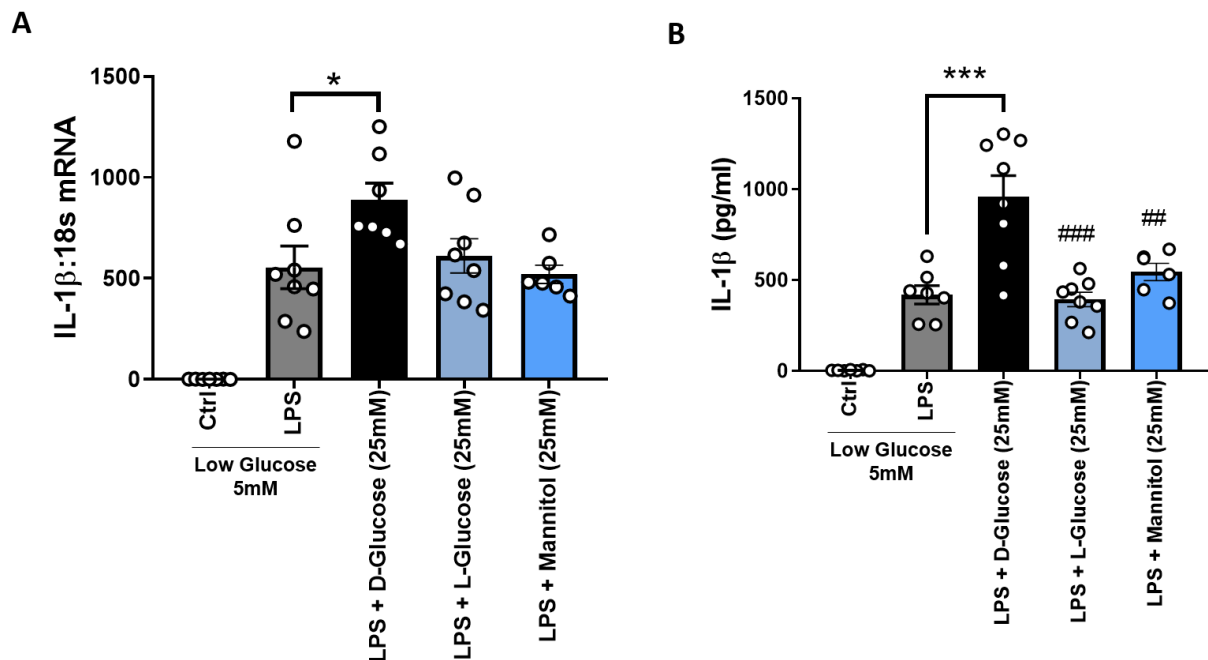 A
IL-1β:18s mRNA
1500
1000
500
0
*
Ctrl
LPS
LPS + D-Glucose (25mM)
LPS + L-Glucose (25mM)
LPS + Mannitol (25mM)
Low Glucose
5mM
B
IL-1β (pg/ml)
1500
1000
500
0
***
###
##
Ctrl
LPS
LPS + D-Glucose (25mM)
LPS + L-Glucose (25mM)
LPS + Mannitol (25mM)
Low Glucose
5mM